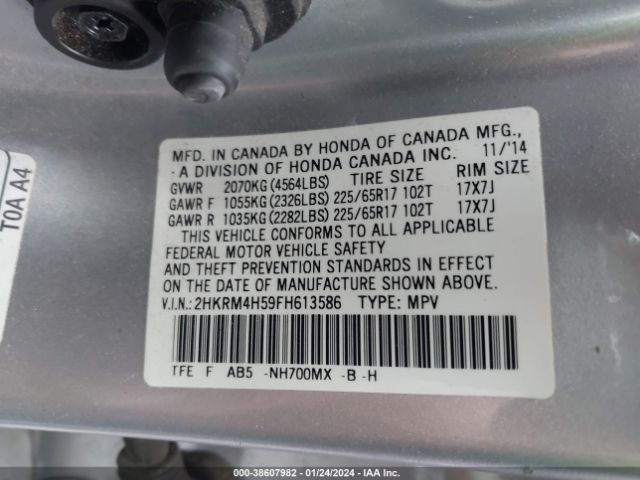 MFD. IN CANADA BY HONDA OF CANADA MFG.,
A DIVISION OF HONDA CANADA INC. 11/'14
GVWR 2070KG (4564LBS) TIRE SIZE RIM SIZE
GAWR F 1055KG (2326LBS) 225/65R17 102T 17X7J
GAWR R 1035KG (2282LBS) 225/65R17 102T 17X7J
THIS VEHICLE CONFORMS TO ALL APPLICABLE
FEDERAL MOTOR VEHICLE SAFETY
AND THEFT PREVENTION STANDARDS IN EFFECT
ON THE DATE OF MANUFACTURE SHOWN ABOVE.
V.I.N.: 2HKRM4H59FH613586 TYPE: MPV
TFE F AB5 -NH700MX -B -H
T0A A4
000-38607982 - 01/24/2024 - IAA Inc.